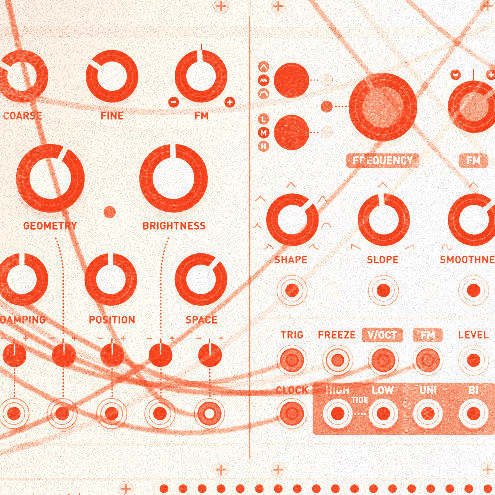 COARSE FINE FM
GEOMETRY BRIGHTNESS
DAMPING POSITION SPACE
L
M
H
FREQUENCY FM
SHAPE SLOPE SMOOTHNE
TRIG FREEZE V/OCT FM LEVEL
CLOCK HIGH LOW UNI BI